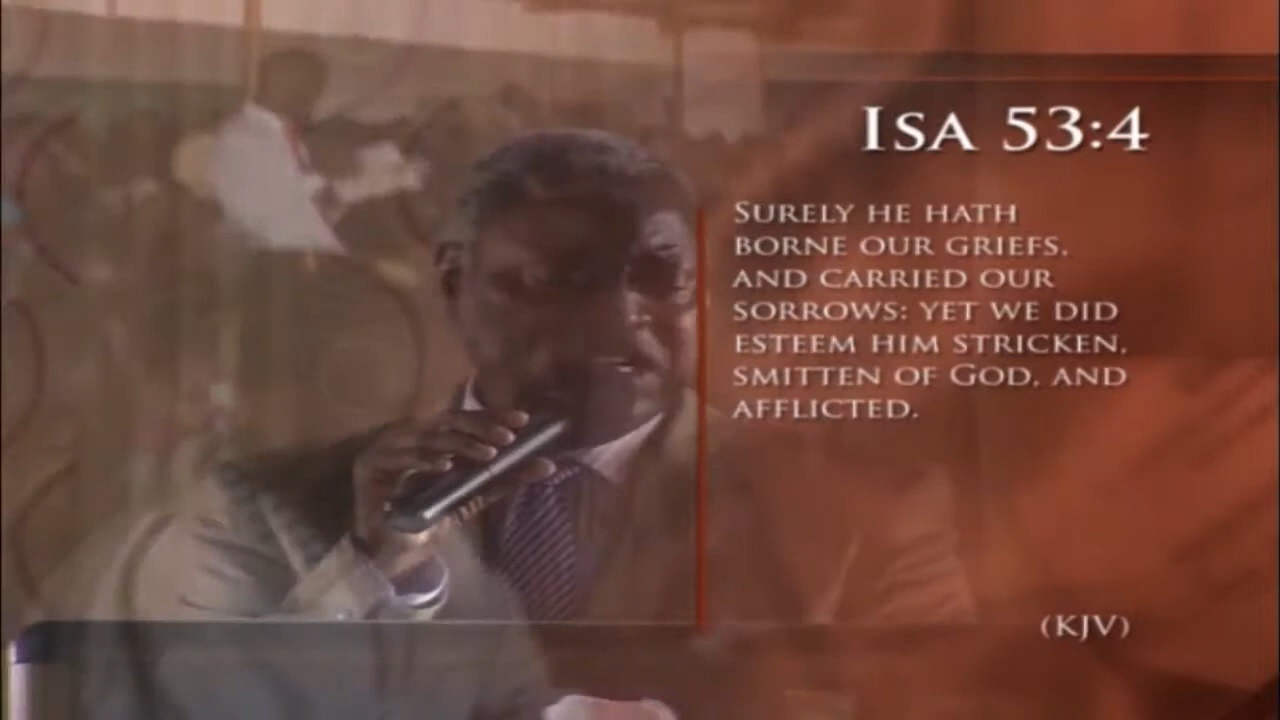 Isa 53:4
Surely he hath
borne our griefs,
and carried our
sorrows: yet we did
esteem him stricken,
smitten of God, and
afflicted.
(KJV)